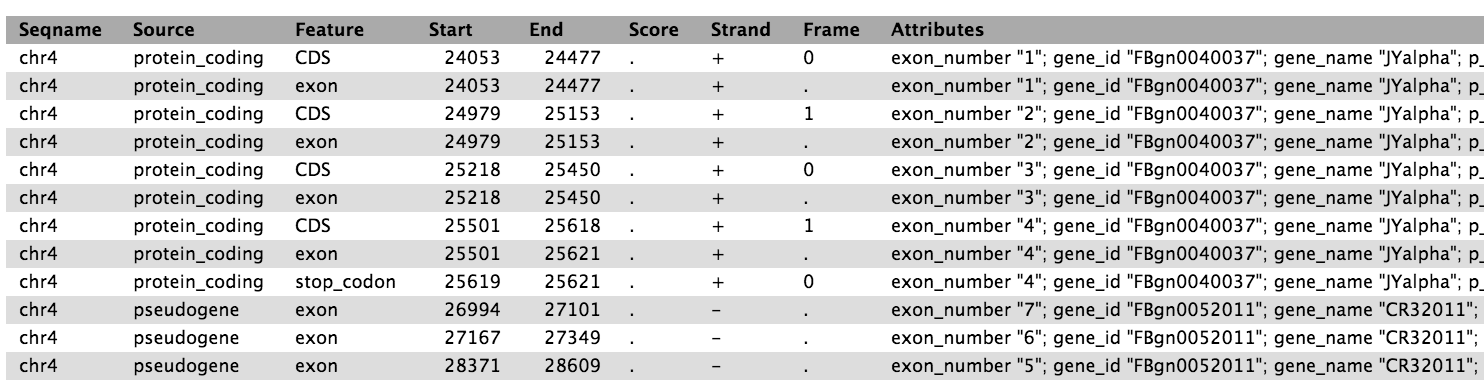 Seqname Source Feature Start End Score Strand Frame Attributes
chr4 protein_coding CDS 24053 24477 . + 0 exon_number "1"; gene_id "FBgn0040037"; gene_name "JYalpha"; p_
chr4 protein_coding exon 24053 24477 . + . exon_number "1"; gene_id "FBgn0040037"; gene_name "JYalpha"; p_
chr4 protein_coding CDS 24979 25153 . + 1 exon_number "2"; gene_id "FBgn0040037"; gene_name "JYalpha"; p_
chr4 protein_coding exon 24979 25153 . + . exon_number "2"; gene_id "FBgn0040037"; gene_name "JYalpha"; p_
chr4 protein_coding CDS 25218 25450 . + 0 exon_number "3"; gene_id "FBgn0040037"; gene_name "JYalpha"; p_
chr4 protein_coding exon 25218 25450 . + . exon_number "3"; gene_id "FBgn0040037"; gene_name "JYalpha"; p_
chr4 protein_coding CDS 25501 25618 . + 1 exon_number "4"; gene_id "FBgn0040037"; gene_name "JYalpha"; p_
chr4 protein_coding exon 25501 25621 . + . exon_number "4"; gene_id "FBgn0040037"; gene_name "JYalpha"; p_
chr4 protein_coding stop_codon 25619 25621 . + 0 exon_number "4"; gene_id "FBgn0040037"; gene_name "JYalpha"; p_
chr4 pseudogene exon 26994 27101 . - . exon_number "7"; gene_id "FBgn0052011"; gene_name "CR32011";
chr4 pseudogene exon 27167 27349 . - . exon_number "6"; gene_id "FBgn0052011"; gene_name "CR32011";
chr4 pseudogene exon 28371 28609 . - . exon_number "5"; gene_id "FBgn0052011"; gene_name "CR32011";